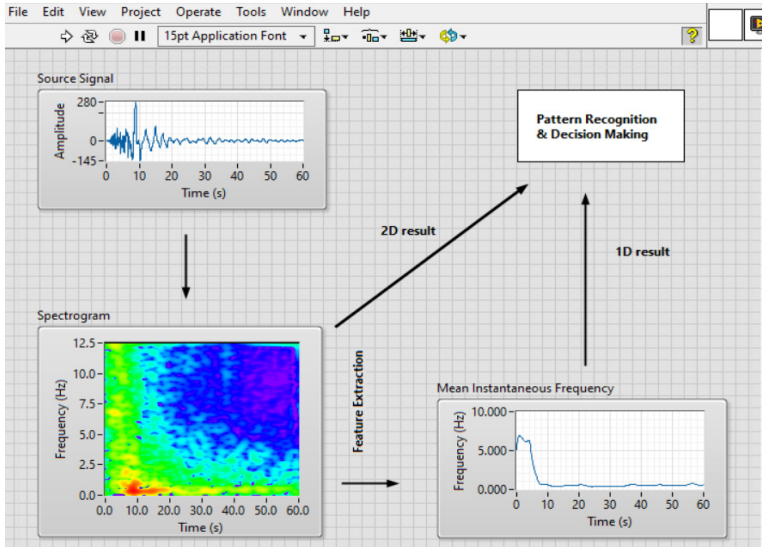 File Edit View Project Operate Tools Window Help
15pt Application Font
?
Source Signal
Amplitude
280
0
-145
0 10 20 30 40 50 60
Time (s)
Pattern Recognition
& Decision Making
2D result
1D result
Spectrogram
Frequency (Hz)
12.5
10.0
7.5
5.0
2.5
0.0
0.0 10.0 20.0 30.0 40.0 50.0 60.0
Time (s)
Feature Extraction
Mean Instantaneous Frequency
Frequency (Hz)
10.000
5.000
0.000
0 10 20 30 40 50 60
Time (s)